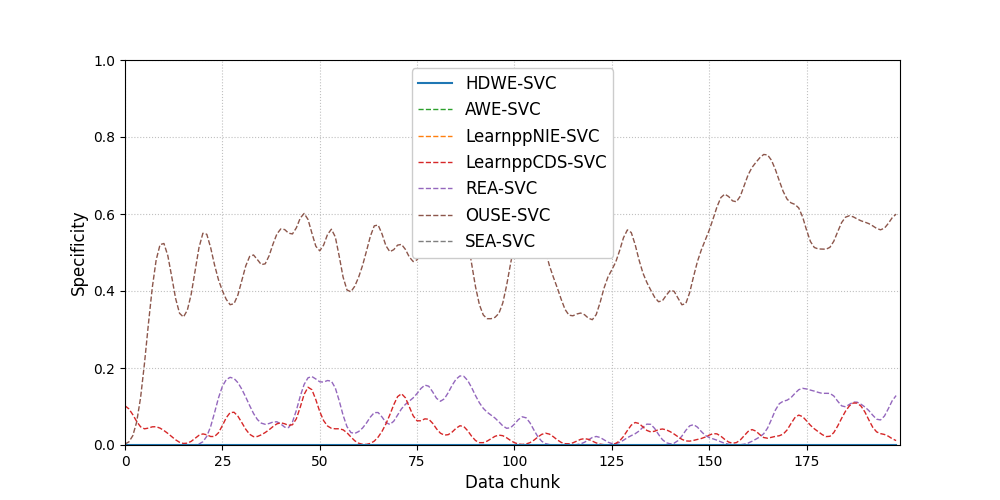 Specificity
1.0
0.8
0.6
0.4
0.2
0.0
HDWE-SVC
AWE-SVC
LearnppNIE-SVC
LearnppCDS-SVC
REA-SVC
OUSE-SVC
SEA-SVC
0 25 50 75 100 125 150 175
Data chunk